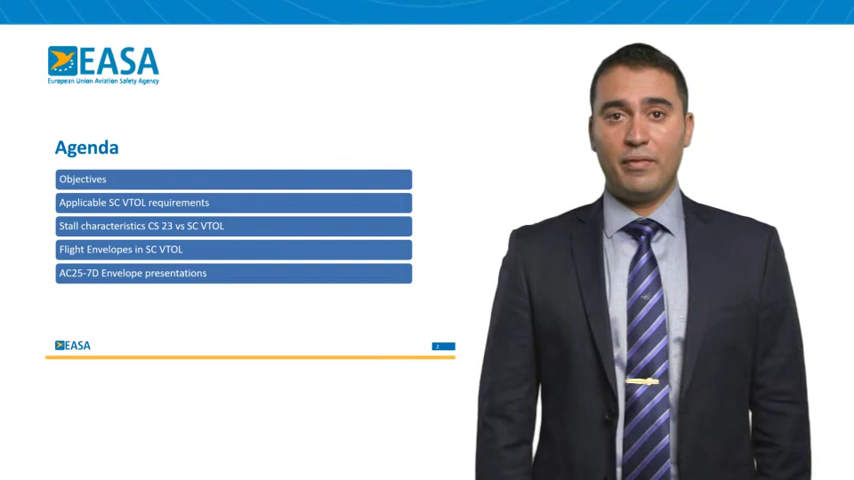 EASA
European Union Aviation Safety Agency
Agenda
Objectives
Applicable SC VTOL requirements
Stall characteristics CS 23 vs SC VTOL
Flight Envelopes in SC VTOL
AC25-7D Envelope presentations
EASA
2